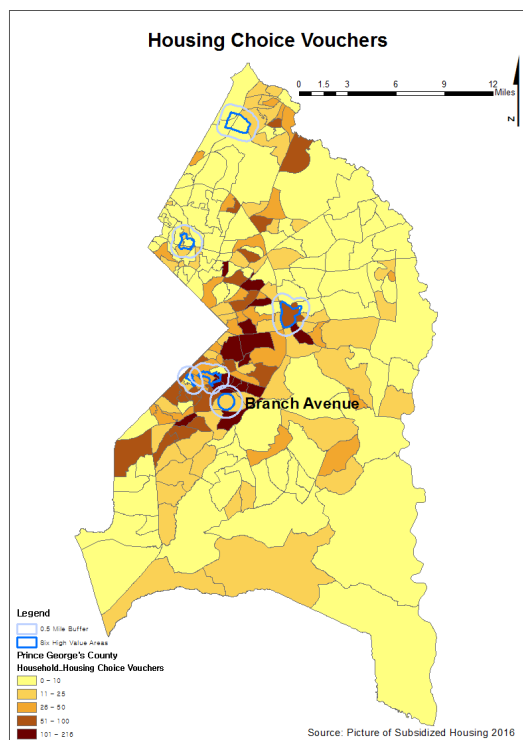 Housing Choice Vouchers
0 1.5 3 6 9 12
Miles
N
Branch Avenue
Legend
0.5 Mile Buffer
Six High Value Areas
Prince George's County
Household_Housing Choice Vouchers
0 – 10
11 – 25
26 – 50
51 – 100
101 – 216
Source: Picture of Subsidized Housing 2016